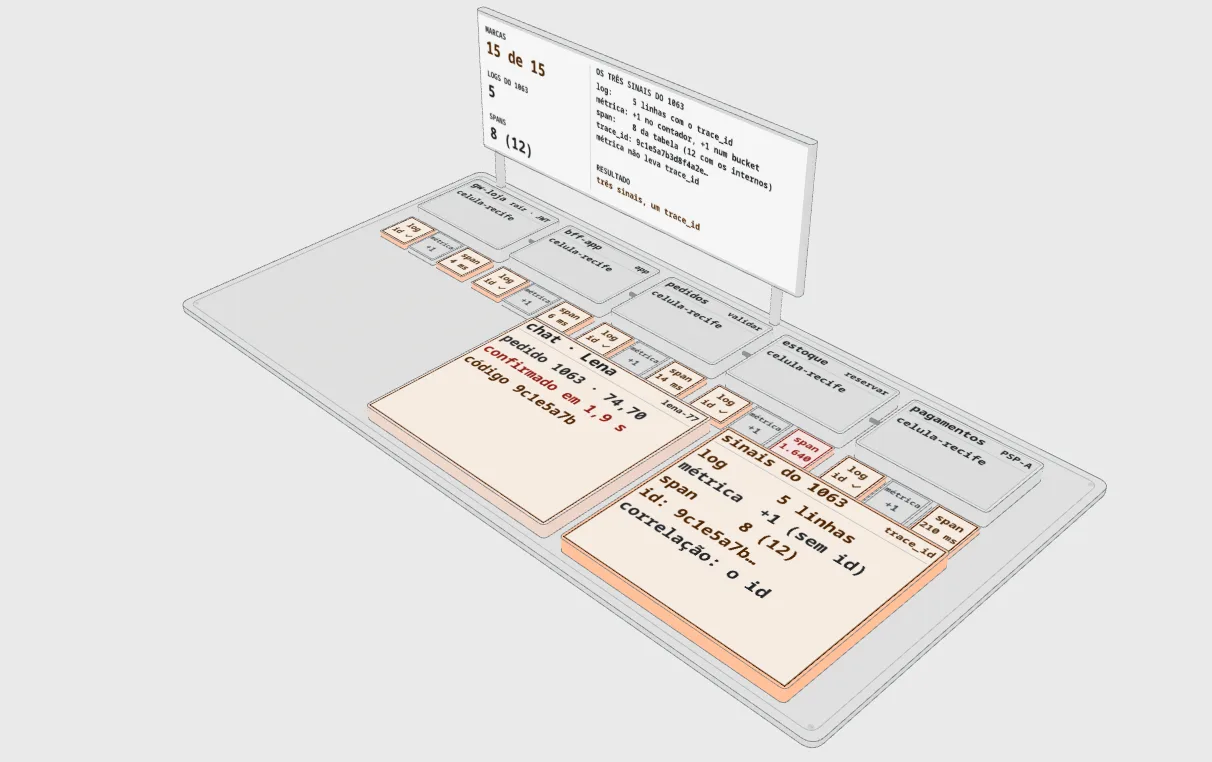 MARCAS
15 de 15
LOGS DO 1063
5
SPANS
8 (12)
OS TRÊS SINAIS DO 1063
log: 5 linhas com o trace_id
métrica: +1 no contador, +1 num bucket
span: 8 da tabela (12 com os internos)
trace_id: 9c1e5a7b3d8f4a2e…
métrica não leva trace_id
RESULTADO
três sinais, um trace_id
gw-loja raiz · JWT
celula-recife
bff-app app
celula-recife
pedidos validar
celula-recife
estoque reservar
celula-recife
pagamentos PSP-A
celula-recife
log
id ✓
métrica
+1
span
4 ms
log
id ✓
métrica
+1
span
6 ms
log
id ✓
métrica
+1
span
14 ms
log
id ✓
métrica
+1
span
1.640
log
id ✓
métrica
+1
span
210 ms
chat · Lena lena-77
pedido 1063 · 74,70
confirmado em 1,9 s
código 9c1e5a7b
sinais do 1063 trace_id
log 5 linhas
métrica +1 (sem id)
span 8 (12)
id: 9c1e5a7b…
correlação: o id